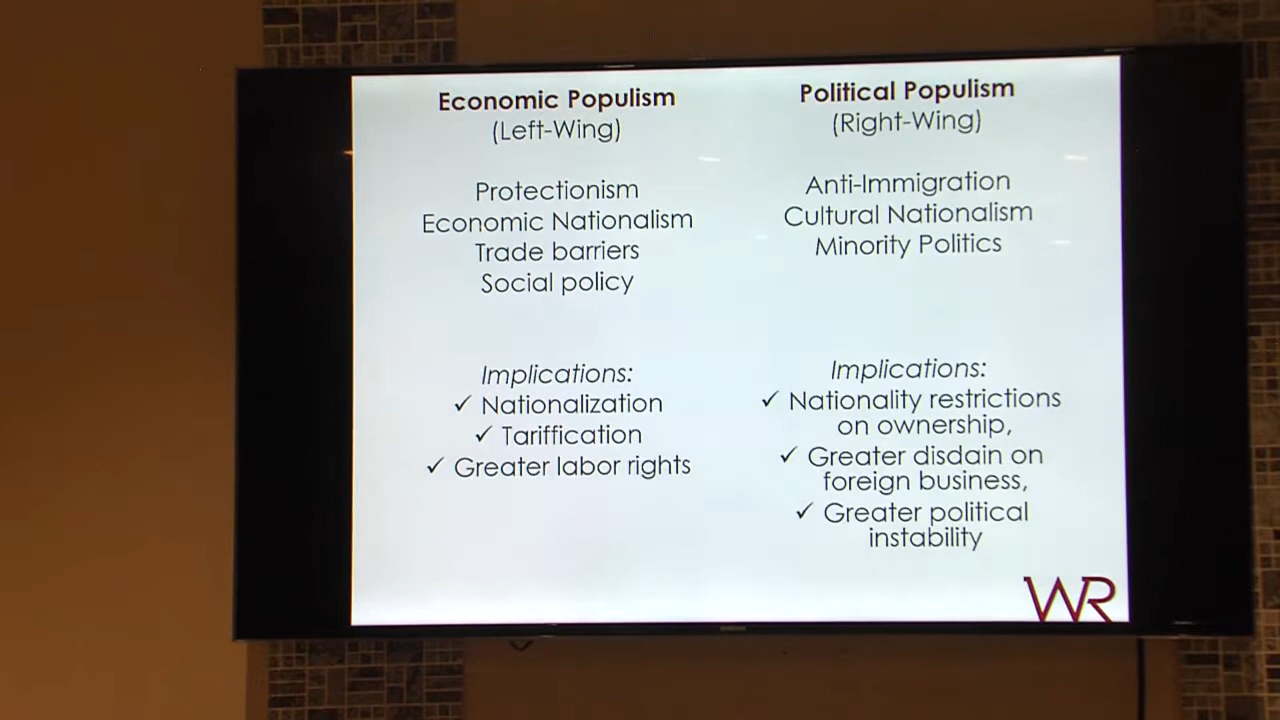 Economic Populism
(Left-Wing)
Protectionism
Economic Nationalism
Trade barriers
Social policy
Implications:
✓ Nationalization
✓ Tariffication
✓ Greater labor rights
Political Populism
(Right-Wing)
Anti-Immigration
Cultural Nationalism
Minority Politics
Implications:
✓ Nationality restrictions
on ownership,
✓ Greater disdain on
foreign business,
✓ Greater political
instability
WR